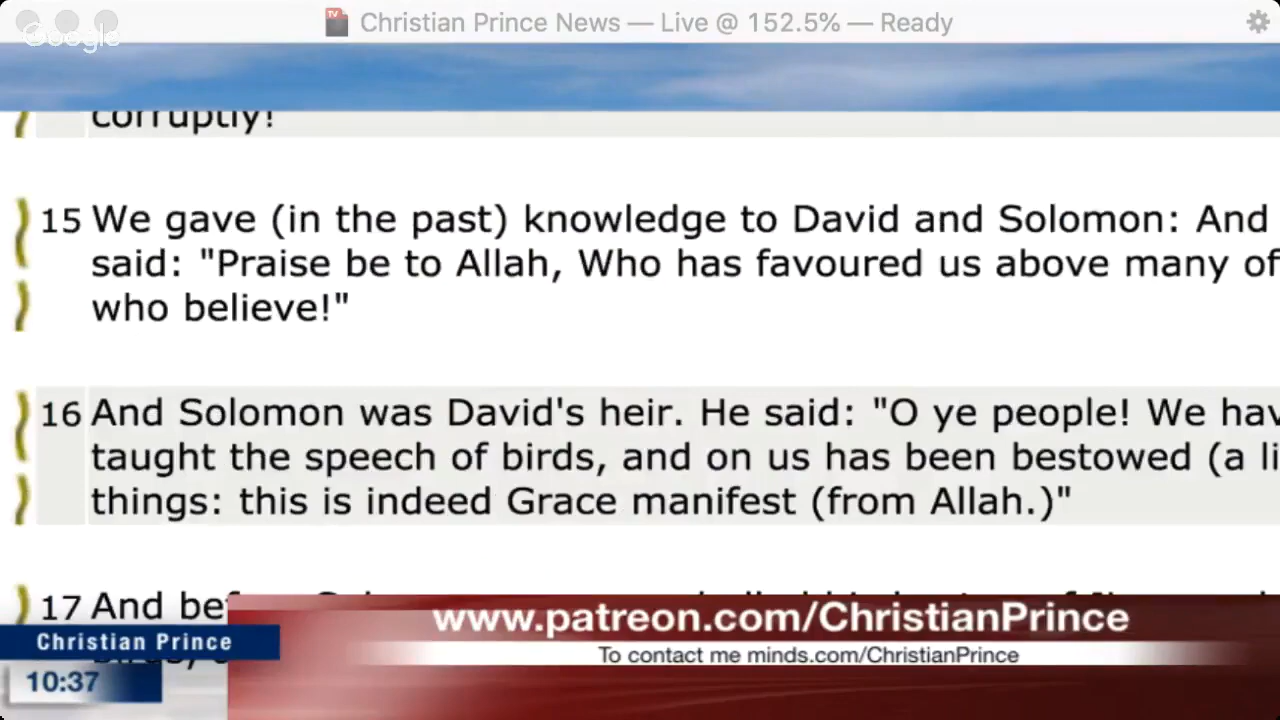 Christian Prince News — Live @ 152.5% — Ready
Google
corruptly!
15 We gave (in the past) knowledge to David and Solomon: And
said: "Praise be to Allah, Who has favoured us above many of
who believe!"
16 And Solomon was David's heir. He said: "O ye people! We hav
taught the speech of birds, and on us has been bestowed (a li
things: this is indeed Grace manifest (from Allah.)"
17 And
www.patreon.com/ChristianPrince
Christian Prince
To contact me minds.com/ChristianPrince
10:37